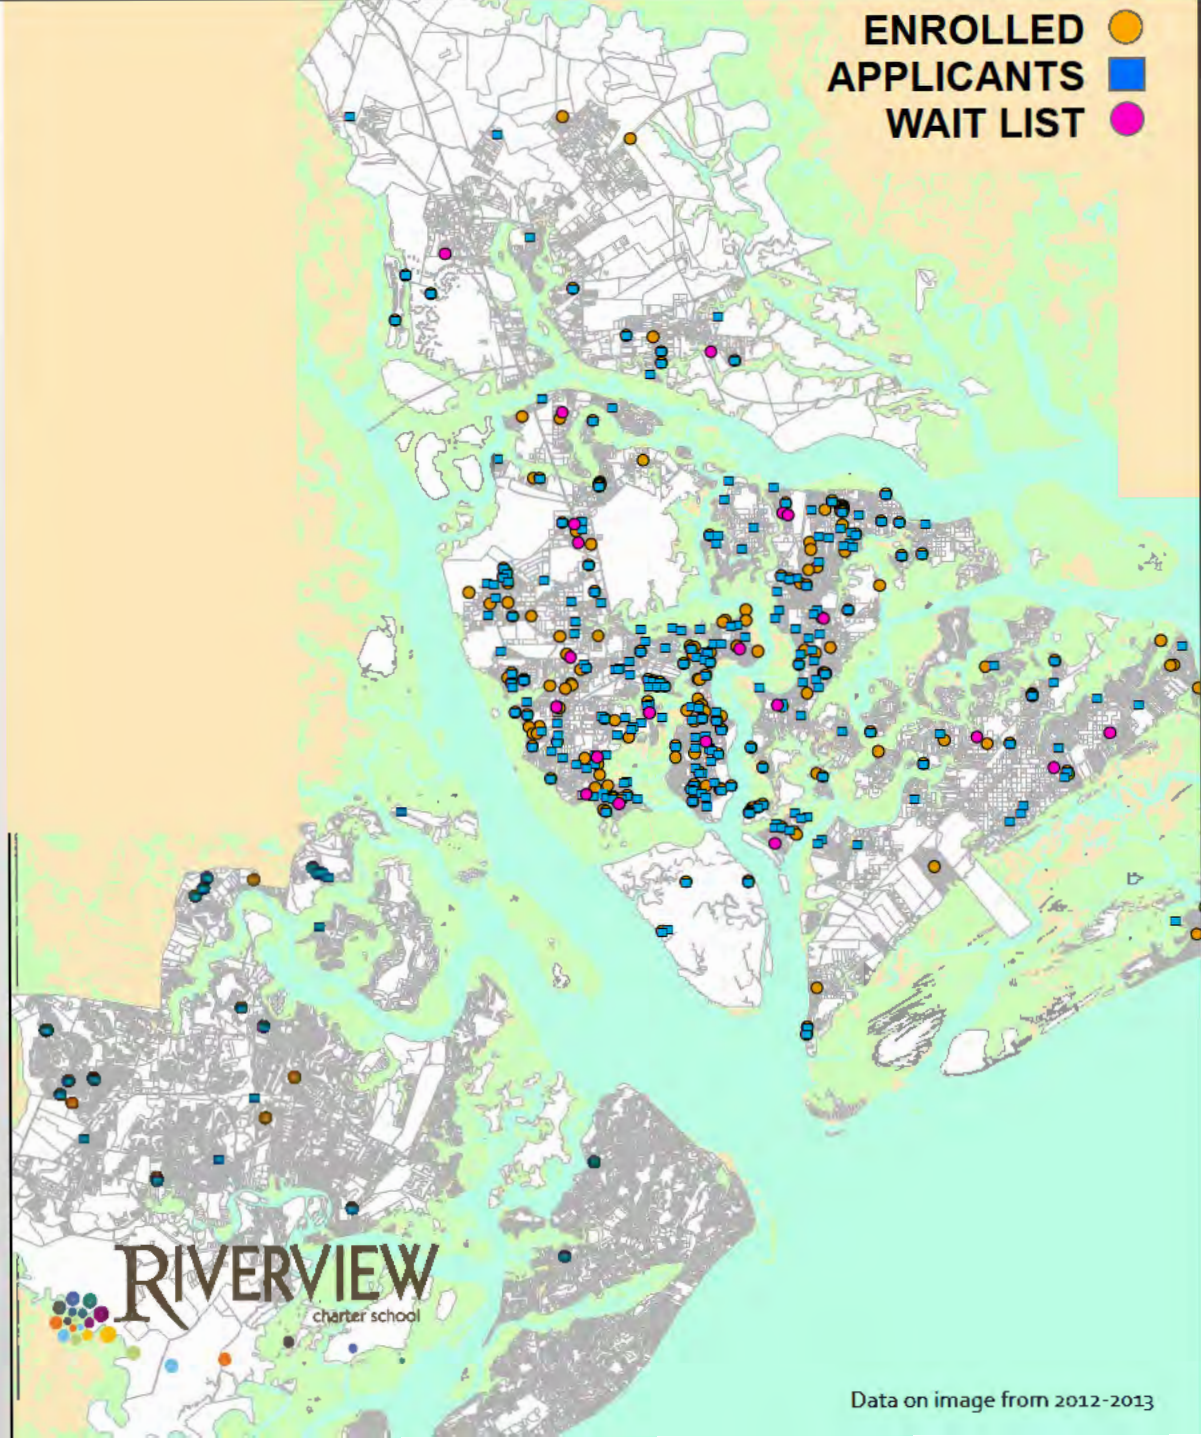 ENROLLED
APPLICANTS
WAIT LIST
RIVERVIEW
charter school
Data on image from 2012-2013